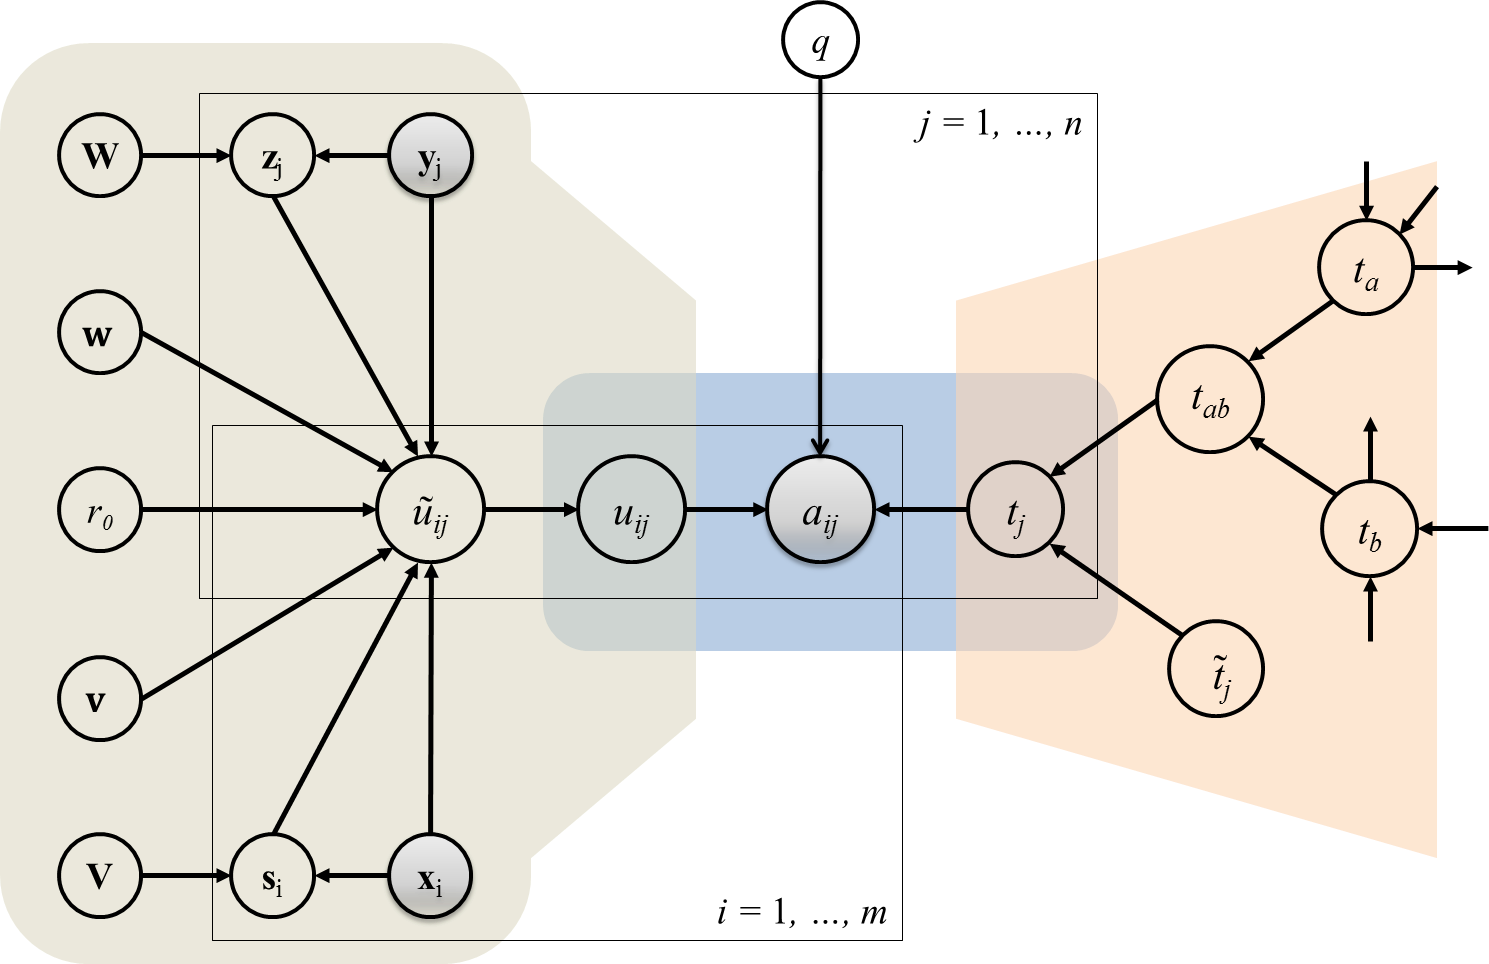 q
j = 1, ..., n
W
z_j
y_j
t_a
w
t_ab
r_0
ũ_ij
u_ij
a_ij
t_j
t_b
v
t̃_j
V
s_i
x_i
i = 1, ..., m